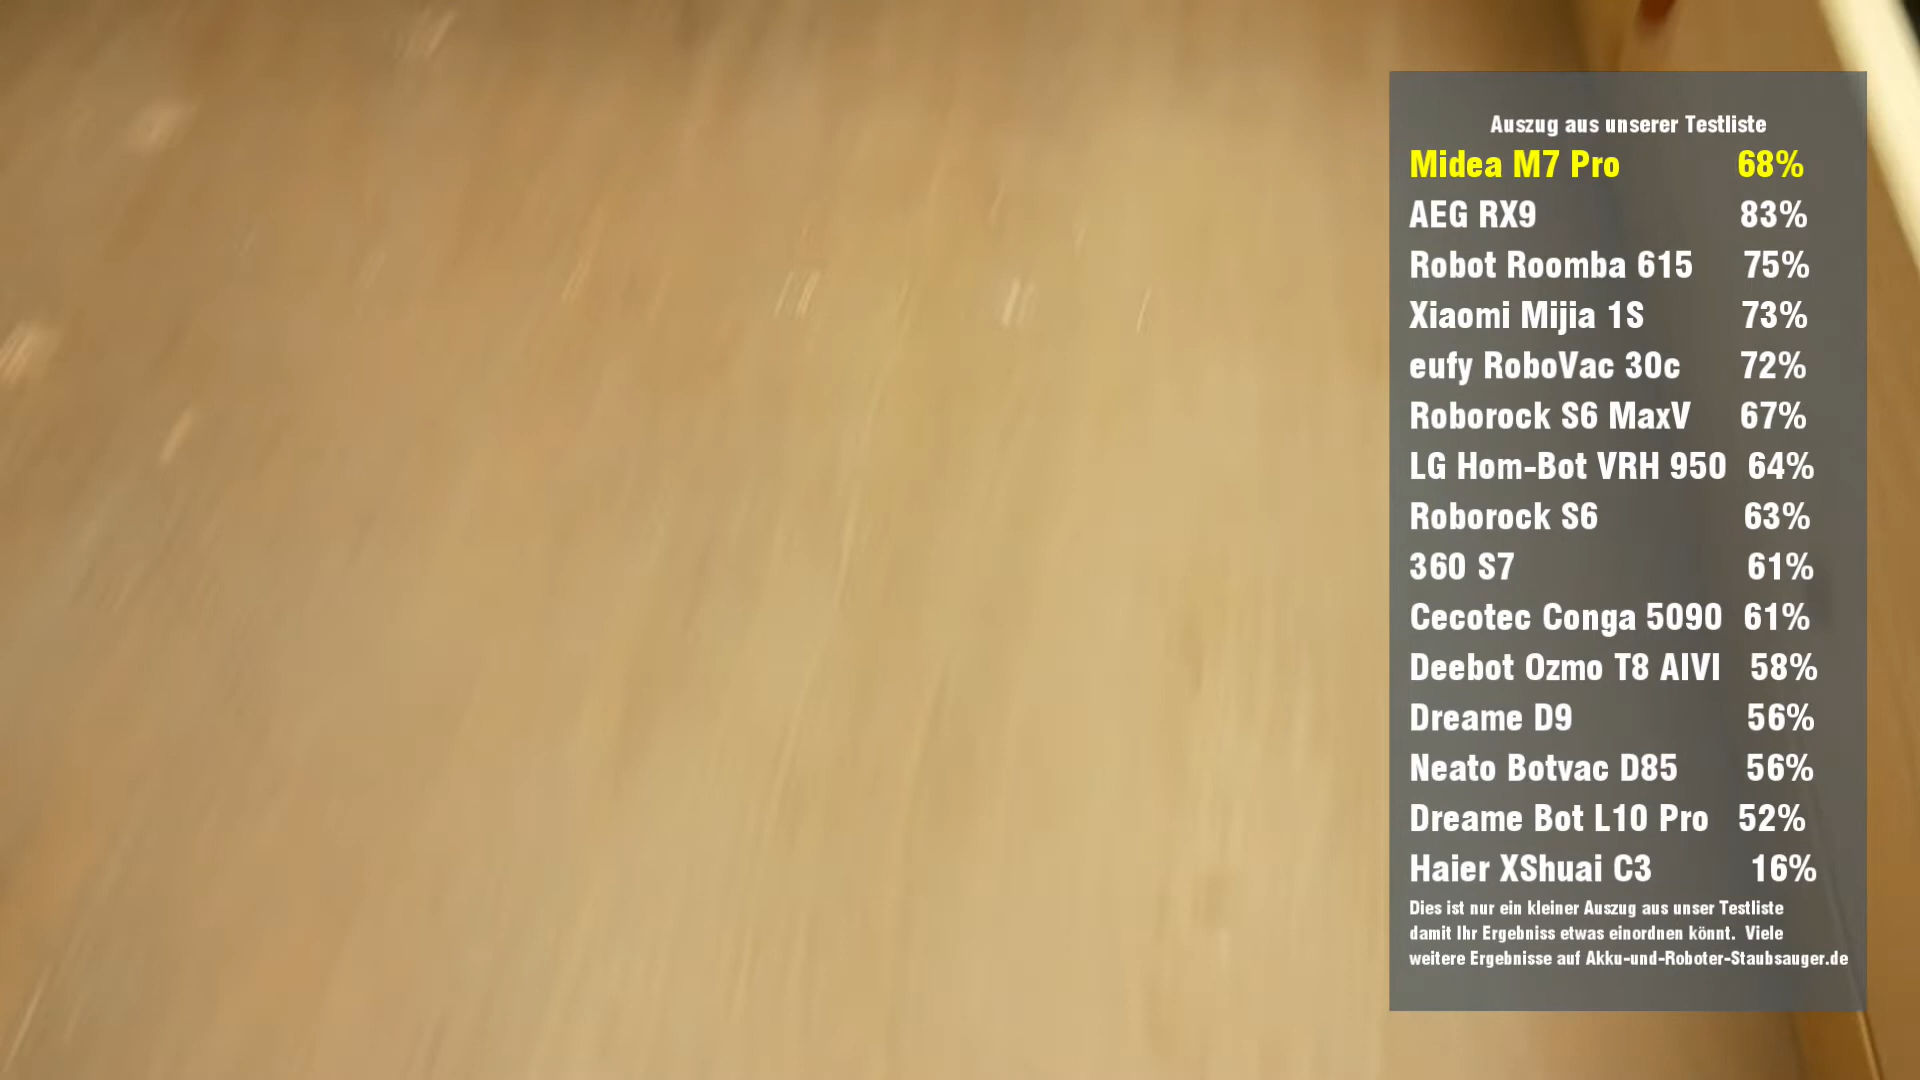 Auszug aus unserer Testliste
Midea M7 Pro 68%
AEG RX9 83%
Robot Roomba 615 75%
Xiaomi Mijia 1S 73%
eufy RoboVac 30c 72%
Roborock S6 MaxV 67%
LG Hom-Bot VRH 950 64%
Roborock S6 63%
360 S7 61%
Cecotec Conga 5090 61%
Deebot Ozmo T8 AIVI 58%
Dreame D9 56%
Neato Botvac D85 56%
Dreame Bot L10 Pro 52%
Haier XShuai C3 16%
Dies ist nur ein kleiner Auszug aus unser Testliste
damit Ihr Ergebniss etwas einordnen könnt. Viele
weitere Ergebnisse auf Akku-und-Roboter-Staubsauger.de